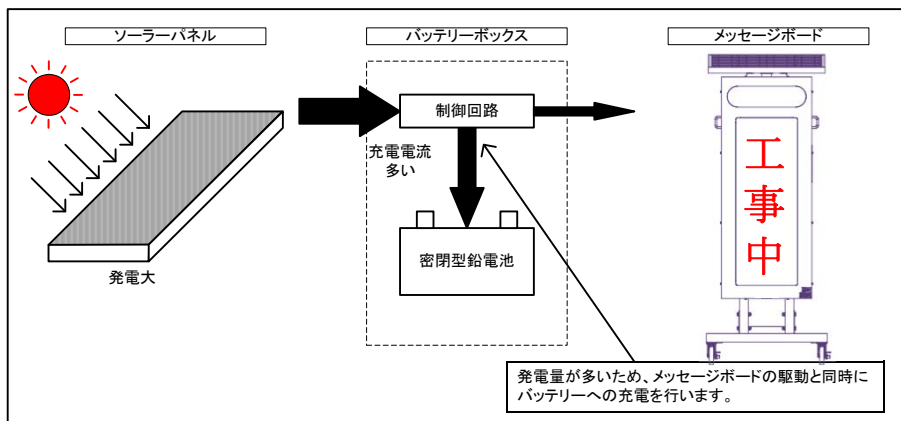 ソーラーパネル
バッテリーボックス
メッセージボード
制御回路
充電電流
多い
密閉型鉛電池
発電大
工
事
中
発電量が多いため、メッセージボードの駆動と同時に
バッテリーへの充電を行います。